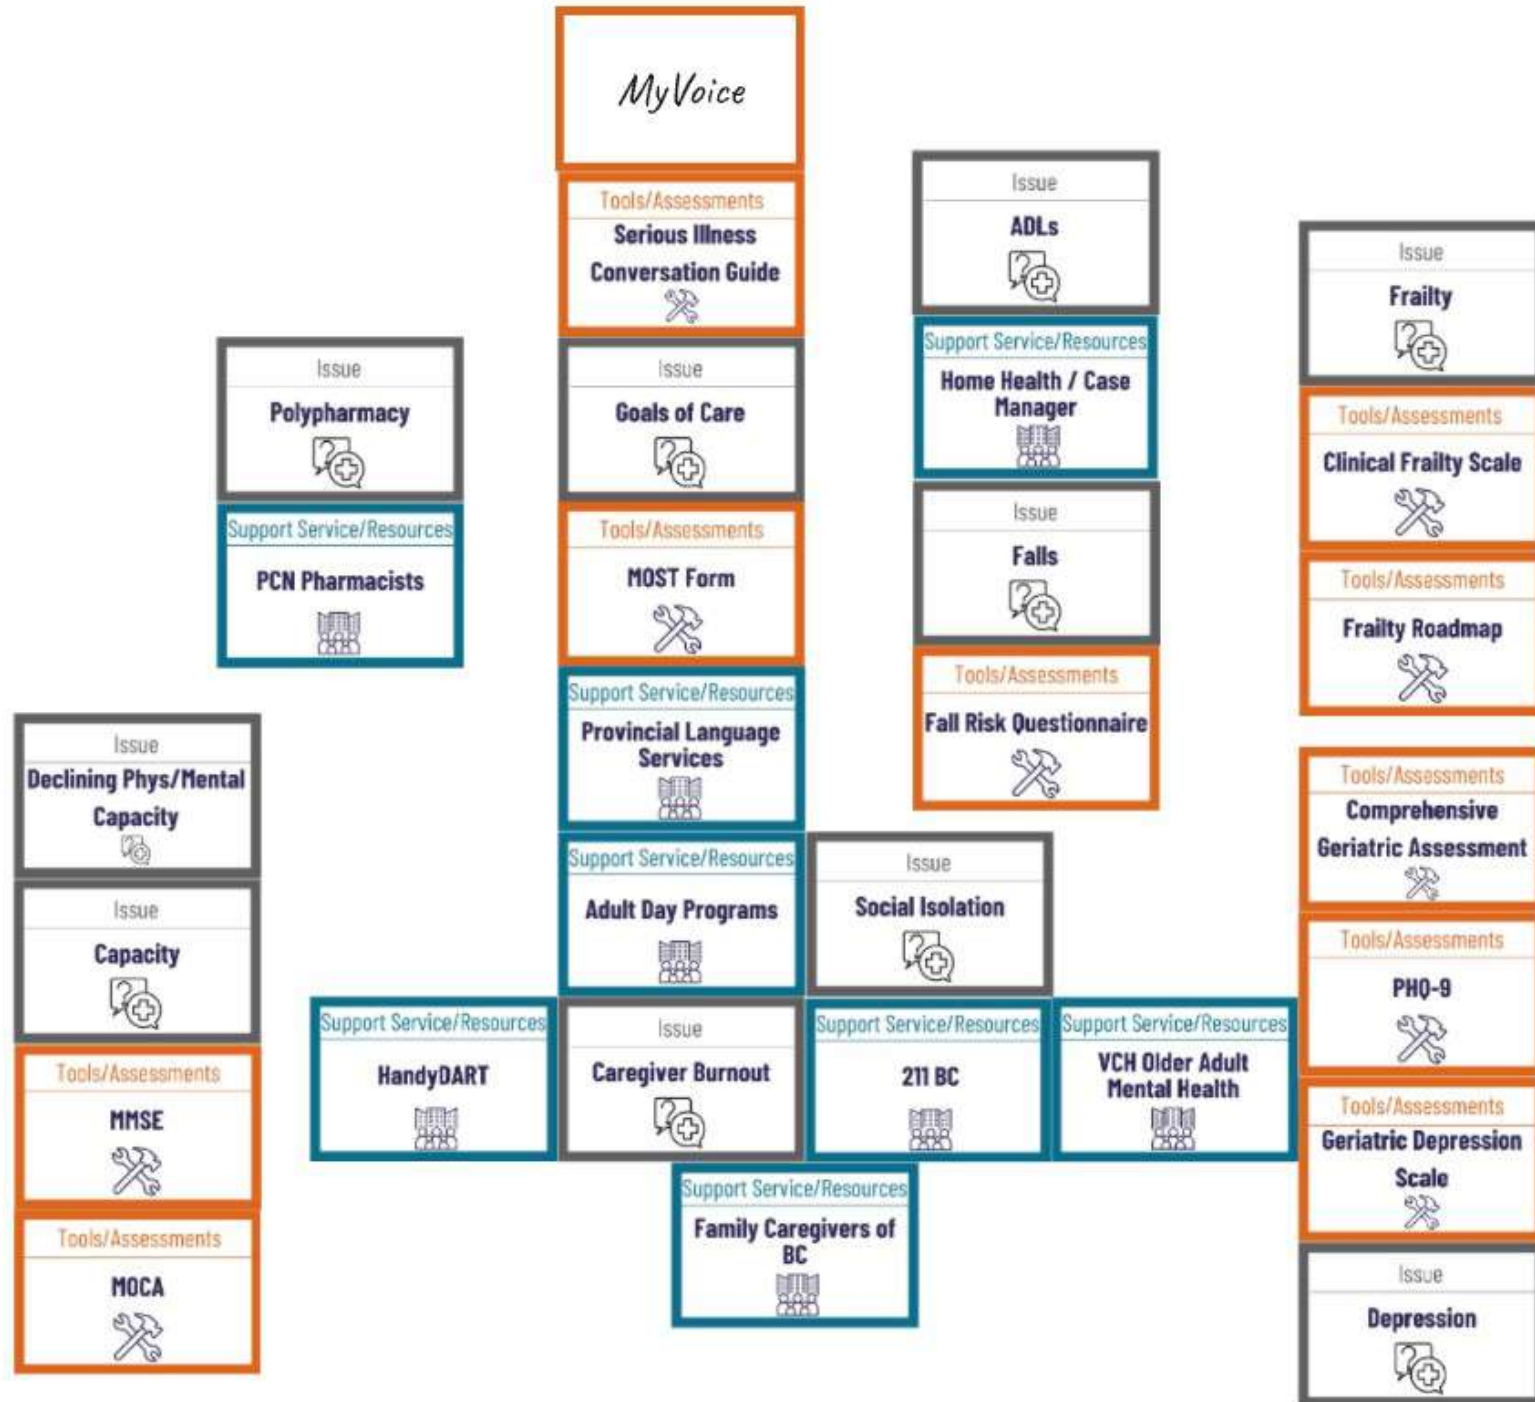 MyVoice
Tools/Assessments
Serious Illness
Conversation Guide
Issue
Goals of Care
Tools/Assessments
MOST Form
Support Service/Resources
Provincial Language
Services
Support Service/Resources
Adult Day Programs
Issue
Caregiver Burnout
Issue
Polypharmacy
Support Service/Resources
PCN Pharmacists
Issue
ADLs
Support Service/Resources
Home Health / Case
Manager
Issue
Falls
Tools/Assessments
Fall Risk Questionnaire
Issue
Frailty
Tools/Assessments
Clinical Frailty Scale
Tools/Assessments
Frailty Roadmap
Issue
Declining Phys/Mental
Capacity
Issue
Capacity
Tools/Assessments
MMSE
Tools/Assessments
MOCA
Issue
Social Isolation
Support Service/Resources
HandyDART
Support Service/Resources
211 BC
Support Service/Resources
VCH Older Adult
Mental Health
Support Service/Resources
Family Caregivers of
BC
Tools/Assessments
Comprehensive
Geriatric Assessment
Tools/Assessments
PHQ-9
Tools/Assessments
Geriatric Depression
Scale
Issue
Depression